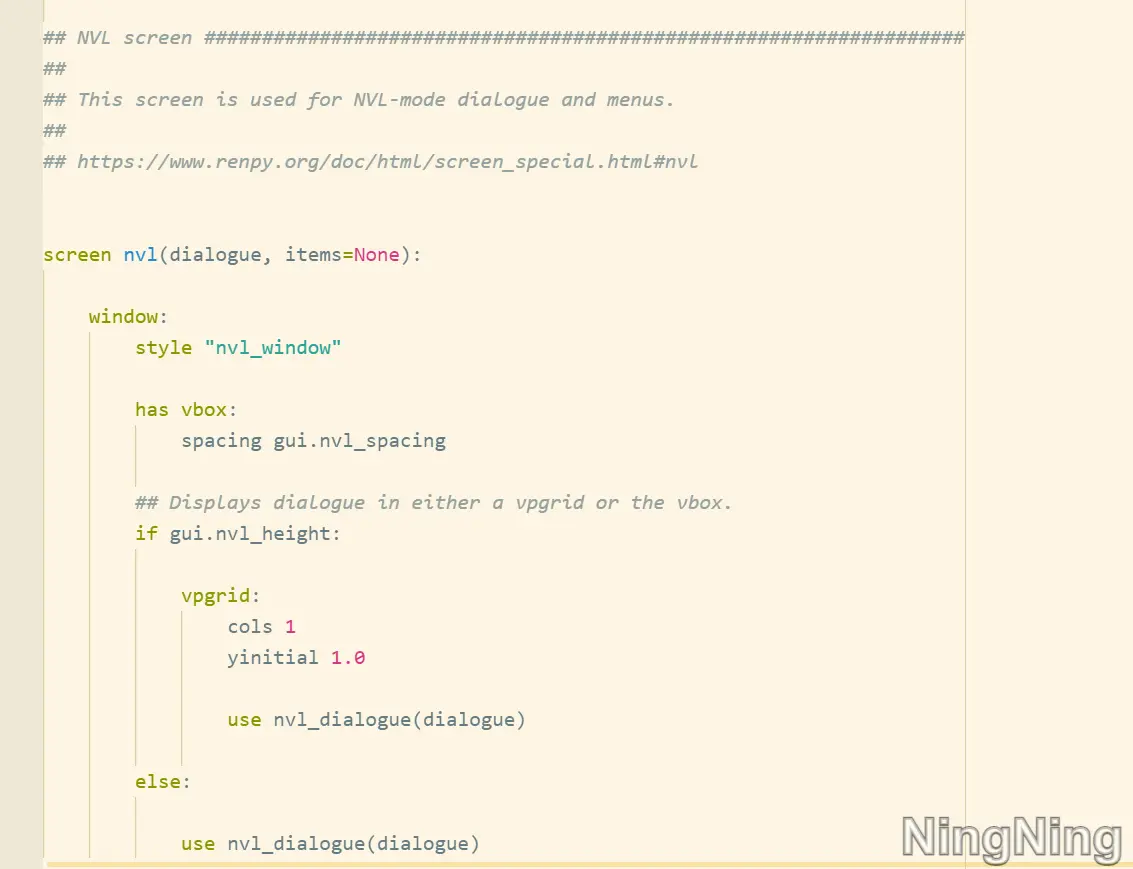 ## NVL screen ##################################################################
##
## This screen is used for NVL-mode dialogue and menus.
##
## https://www.renpy.org/doc/html/screen_special.html#nvl
screen nvl(dialogue, items=None):
    window:
        style "nvl_window"
        has vbox:
            spacing gui.nvl_spacing
        ## Displays dialogue in either a vpgrid or the vbox.
        if gui.nvl_height:
            vpgrid:
                cols 1
                yinitial 1.0
                use nvl_dialogue(dialogue)
        else:
            use nvl_dialogue(dialogue)
NingNing